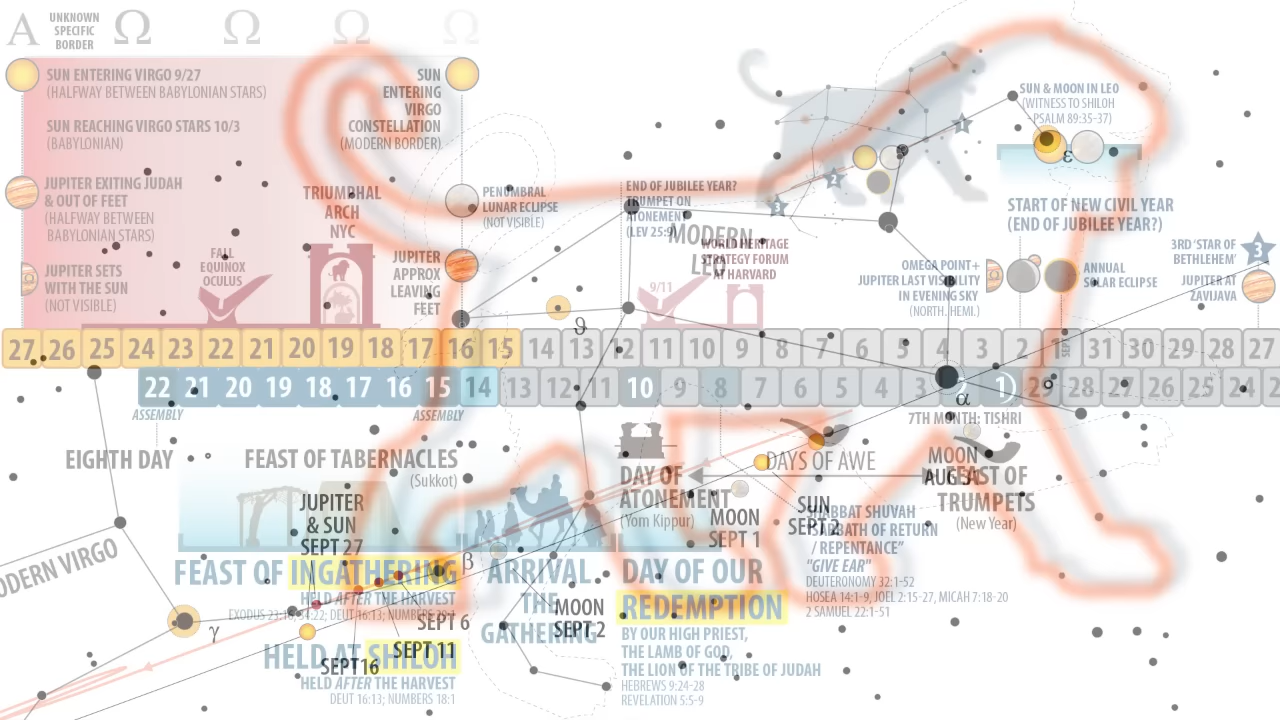 A
UNKNOWN
SPECIFIC
BORDER
Ω Ω Ω Ω
SUN ENTERING VIRGO 9/27
(HALFWAY BETWEEN BABYLONIAN STARS)
SUN REACHING VIRGO STARS 10/3
(BABYLONIAN)
JUPITER EXITING JUDAH
& OUT OF FEET
(HALFWAY BETWEEN
BABYLONIAN STARS)
JUPITER SETS
WITH THE SUN
(NOT VISIBLE)
FALL
EQUINOX
OCULUS
TRIUMPHAL
ARCH
NYC
SUN
ENTERING
VIRGO
CONSTELLATION
(MODERN BORDER)
PENUMBRAL
LUNAR ECLIPSE
(NOT VISIBLE)
JUPITER
APPROX
LEAVING
FEET
END OF JUBILEE YEAR?
TRUMPET ON
ATONEMENT
(LEV 25:9)
MODERN
LEO
WORLD HERITAGE
STRATEGY FORUM
AT HARVARD
9/11
1
2
3
SUN & MOON IN LEO
(WITNESS TO SHILOH
- PSALM 89:35-37)
ε
START OF NEW CIVIL YEAR
(END OF JUBILEE YEAR?)
OMEGA POINT+
JUPITER LAST VISIBILITY
IN EVENING SKY
(NORTH. HEMI.)
ANNUAL
SOLAR ECLIPSE
3RD 'STAR OF
BETHLEHEM'
3
JUPITER AT
ZAVIJAVA
ϑ
27 26 25 24 23 22 21 20 19 18 17 16 15 14 13 12 11 10 9 8 7 6 5 4 3 2 1 31 30 29 28 27
22 21 20 19 18 17 16 15 14 13 12 11 10 9 8 7 6 5 4 3 1) 29 28 27 26 25 24 2
ASSEMBLY
ASSEMBLY
α
7TH MONTH: TISHRI
EIGHTH DAY
FEAST OF TABERNACLES
(Sukkot)
JUPITER
& SUN
SEPT 27
DAY OF
ATONEMENT
(Yom Kippur)
DAYS OF AWE
MOON
AUG 31
FEAST OF
TRUMPETS
(New Year)
MOON
SEPT 1
SUN
SEPT 2
SHABBAT SHUVAH
"SABBATH OF RETURN
/ REPENTANCE"
"GIVE EAR"
DEUTERONOMY 32:1-52
HOSEA 14:1-9, JOEL 2:15-27, MICAH 7:18-20
2 SAMUEL 22:1-51
MODERN VIRGO
γ
β
FEAST OF INGATHERING
HELD AFTER THE HARVEST
EXODUS 23:16, 34:22; DEUT 16:13; NUMBERS 29:1
ARRIVAL
THE
GATHERING
MOON
SEPT 2
SEPT 6
SEPT 11
SEPT16
HELD AT SHILOH
HELD AFTER THE HARVEST
DEUT 16:13; NUMBERS 18:1
DAY OF OUR
REDEMPTION
BY OUR HIGH PRIEST,
THE LAMB OF GOD,
THE LION OF THE TRIBE OF JUDAH
HEBREWS 9:24-28
REVELATION 5:5-9